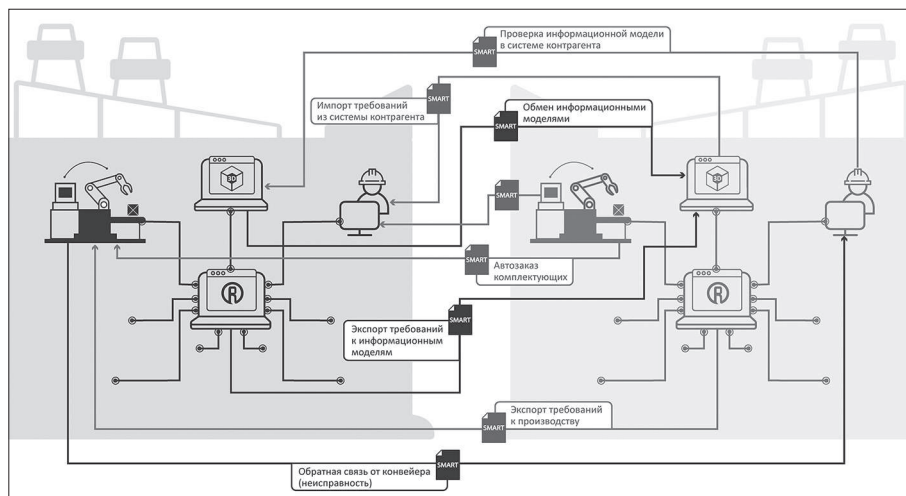 SMART
Проверка информационной модели
в системе контрагента
SMART
Импорт требований
из системы контрагента
SMART
Обмен информационными
моделями
3D
3D
SMART
SMART
Автозаказ
комплектующих
R
R
SMART
Экспорт требований
к информационным
моделям
SMART
Экспорт требований
к производству
SMART
Обратная связь от конвейера
(неисправность)